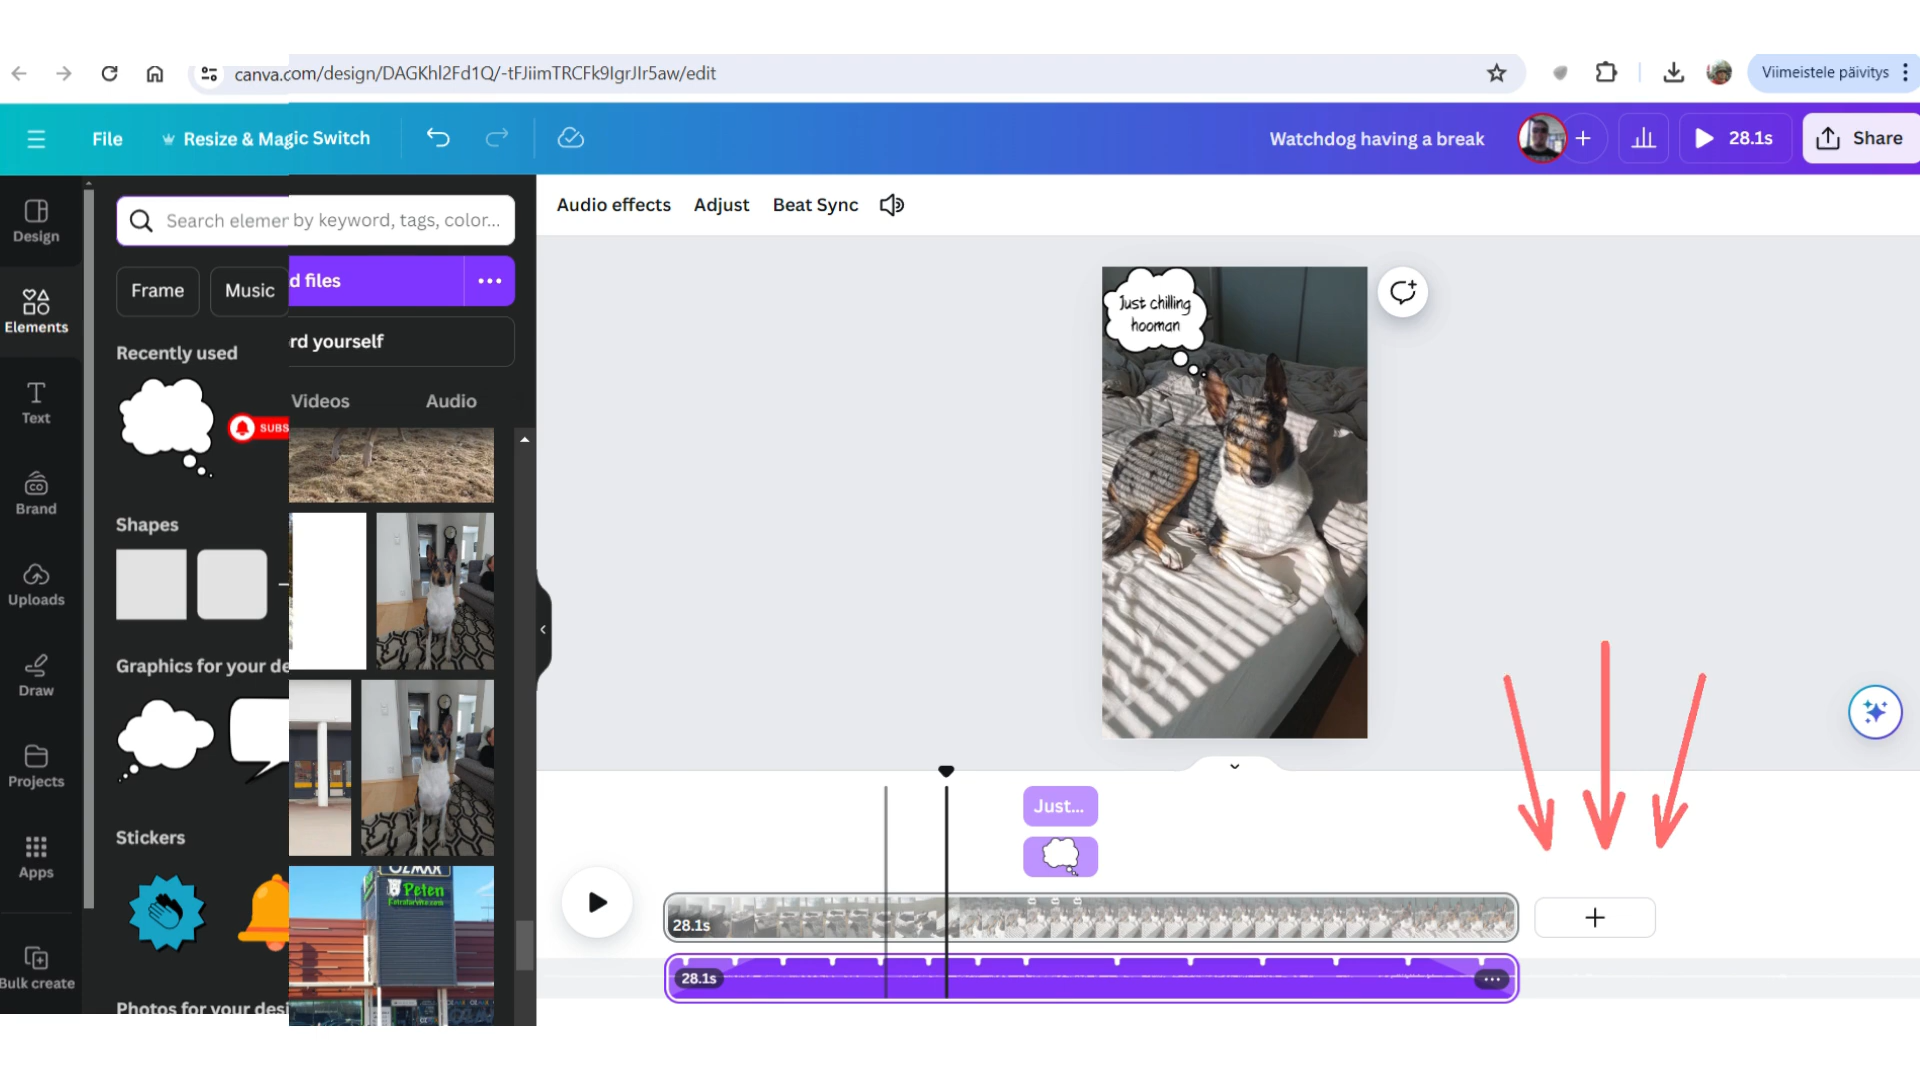 canva.com/design/DAGKhl2Fd1Q/-tFJiimTRCFk9IgrJIr5aw/edit
Viimeistele päivitys
File
Resize & Magic Switch
Watchdog having a break
28.1s
Share
Design
Elements
Text
Brand
Uploads
Draw
Projects
Apps
Bulk create
Search elemer by keyword, tags, color...
Frame
Music
d files
rd yourself
Recently used
SUBS
Videos
Audio
Shapes
Graphics for your de
Stickers
Peten
Photos for your desi
Audio effects
Adjust
Beat Sync
Just chilling
hooman
Just...
28.1s
28.1s